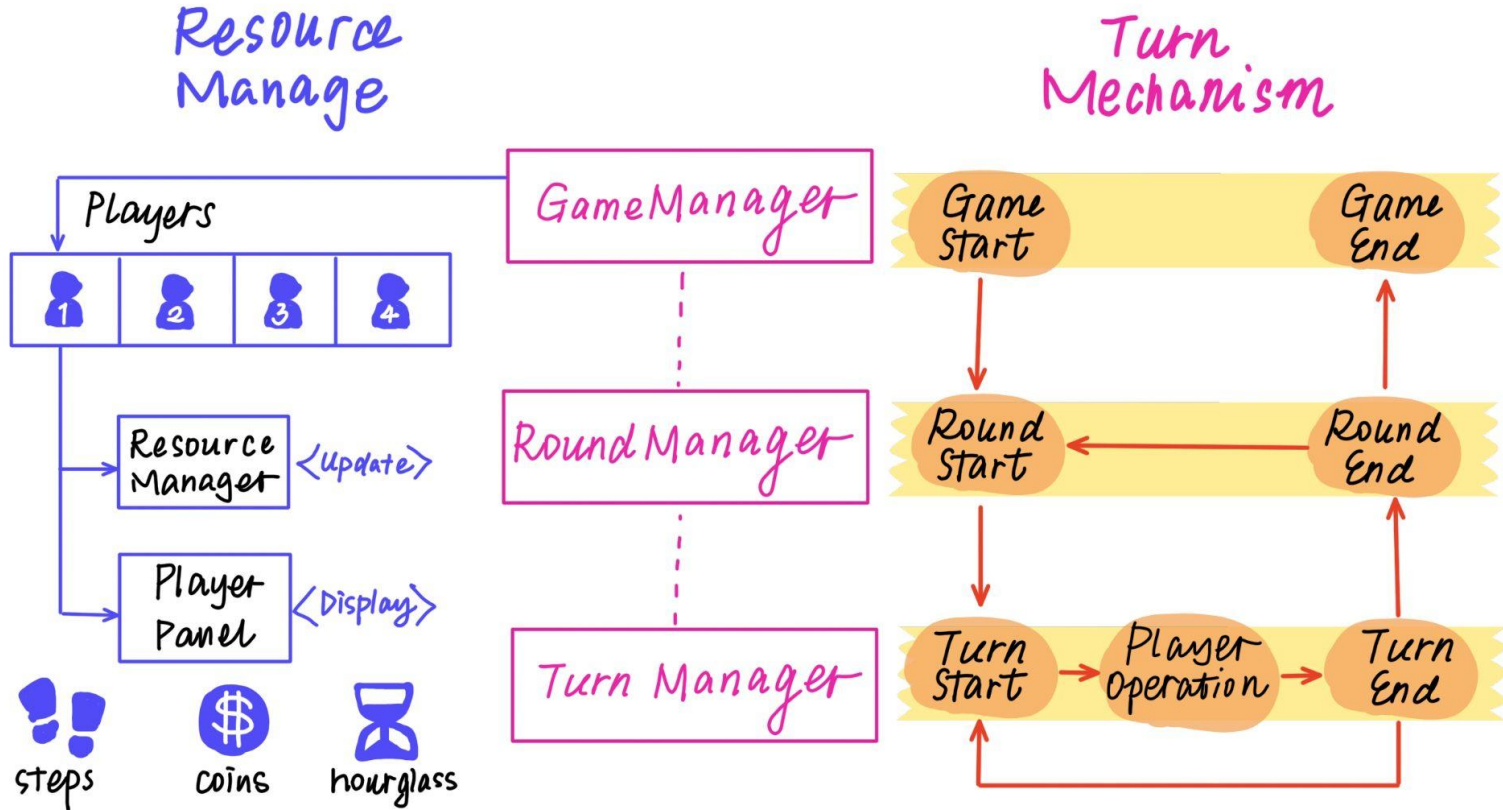 Resource
Manage
Turn
Mechanism
Players
1
2
3
4
Resource
Manager
<Update>
Player
Panel
<Display>
steps
$
coins
hourglass
GameManager
RoundManager
Turn Manager
Game
Start
Game
End
Round
Start
Round
End
Turn
Start
Player
Operation
Turn
End